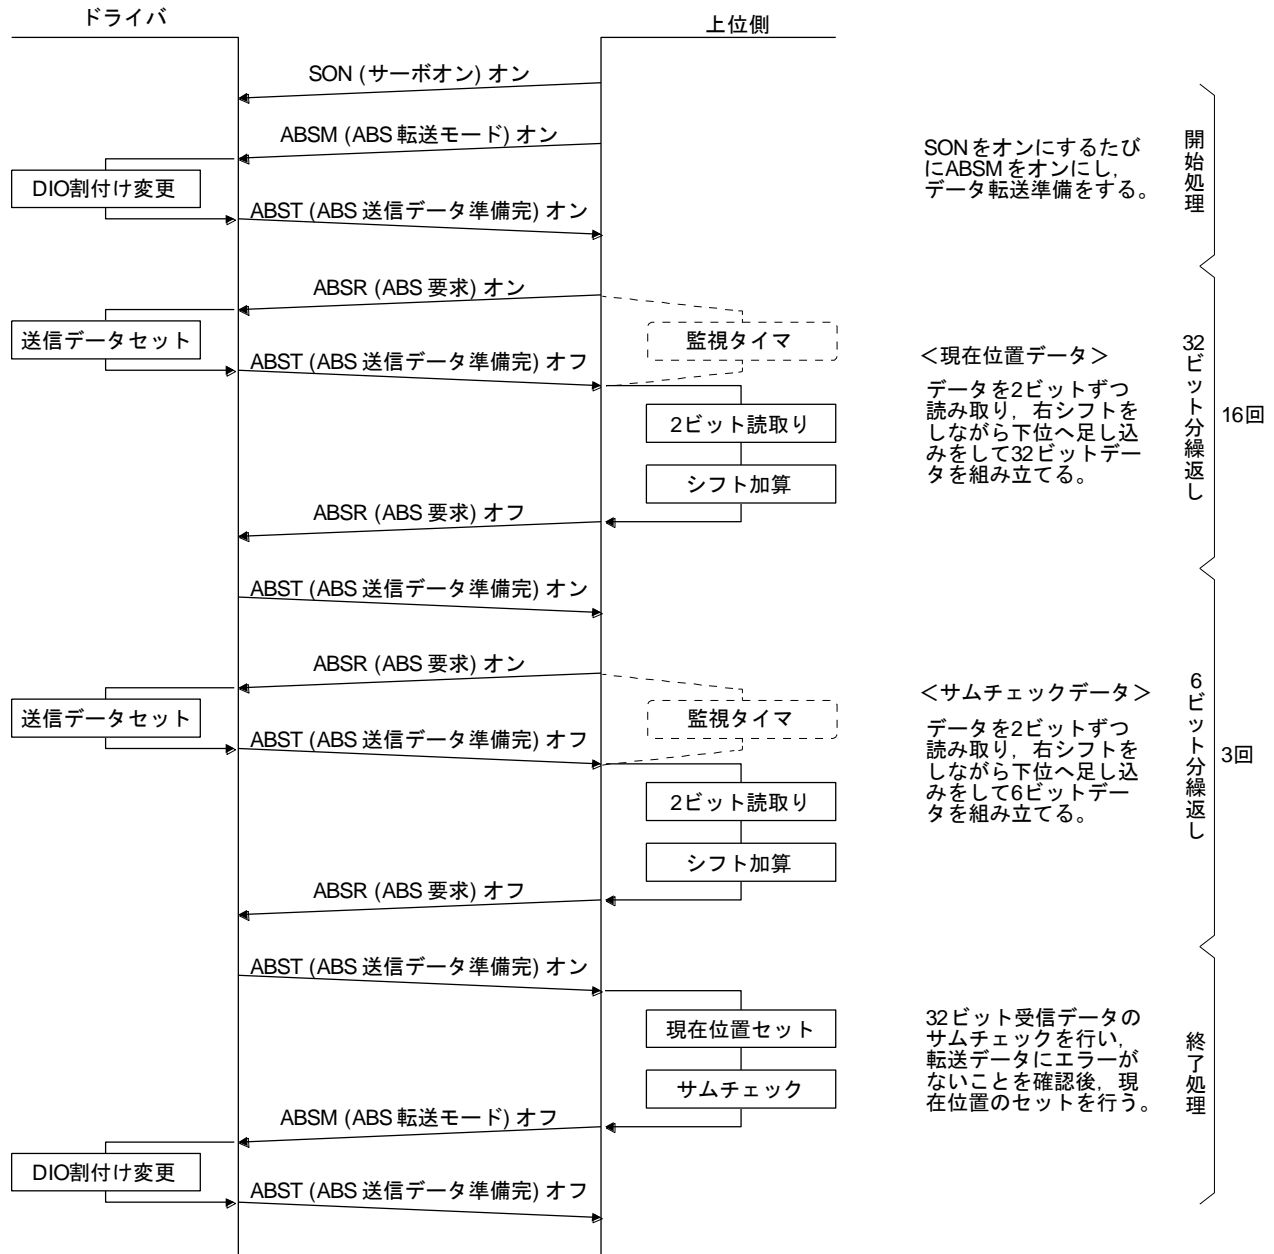 ドライバ
上位側
SON (サーボオン) オン
ABSM (ABS 転送モード) オン
DIO割付け変更
ABST (ABS 送信データ準備完) オン
SONをオンにするたび
にABSMをオンにし,
データ転送準備をする。
開始処理
ABSR (ABS 要求) オン
送信データセット
監視タイマ
ABST (ABS 送信データ準備完) オフ
2ビット読取り
シフト加算
ABSR (ABS 要求) オフ
ABST (ABS 送信データ準備完) オン
<現在位置データ>
データを2ビットずつ
読み取り, 右シフトを
しながら下位へ足し込
みをして32ビットデー
タを組み立てる。
32ビット分繰返し
16回
ABSR (ABS 要求) オン
送信データセット
監視タイマ
ABST (ABS 送信データ準備完) オフ
2ビット読取り
シフト加算
ABSR (ABS 要求) オフ
<サムチェックデータ>
データを2ビットずつ
読み取り, 右シフトを
しながら下位へ足し込
みをして6ビットデー
タを組み立てる。
6ビット分繰返し
3回
ABST (ABS 送信データ準備完) オン
現在位置セット
サムチェック
ABSM (ABS 転送モード) オフ
DIO割付け変更
ABST (ABS 送信データ準備完) オフ
32ビット受信データの
サムチェックを行い,
転送データにエラーが
ないことを確認後, 現
在位置のセットを行う。
終了処理